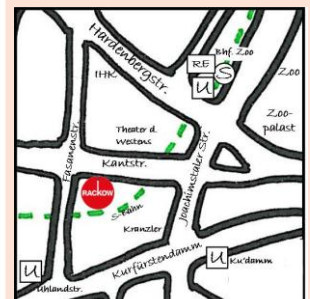 Hardenbergstr.
Bhf. Zoo
RE
S
U
IHK
Zoo
Zoo-
palast
Theater d.
Westens
Fasanenstr.
Kantstr.
Joachimstaler Str.
RACKOW
S-Bahn
Kranzler
Kurfürstendamm
U
Ku'damm
U
Uhlandstr.